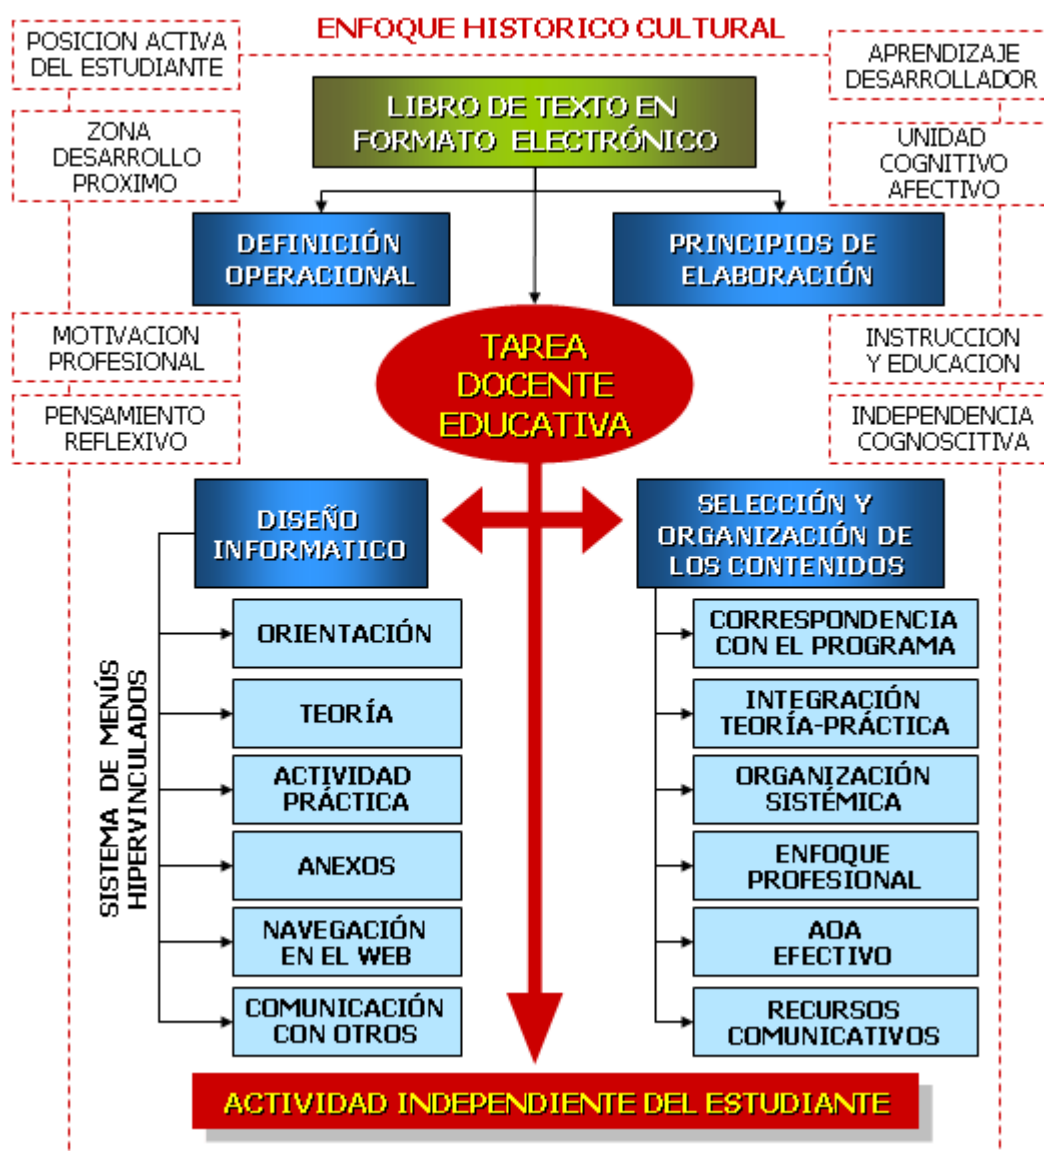 ENFOQUE HISTORICO CULTURAL
POSICION ACTIVA
DEL ESTUDIANTE
APRENDIZAJE
DESARROLLADOR
LIBRO DE TEXTO EN
FORMATO ELECTRÓNICO
ZONA
DESARROLLO
PROXIMO
UNIDAD
COGNITIVO
AFECTIVO
DEFINICIÓN
OPERACIONAL
PRINCIPIOS DE
ELABORACIÓN
MOTIVACION
PROFESIONAL
TAREA
DOCENTE
EDUCATIVA
INSTRUCCION
Y EDUCACION
PENSAMIENTO
REFLEXIVO
INDEPENDENCIA
COGNOSCITIVA
DISEÑO
INFORMATICO
SELECCIÓN Y
ORGANIZACIÓN DE
LOS CONTENIDOS
SISTEMA DE MENÚS
HIPERVINCULADOS
ORIENTACIÓN
TEORÍA
ACTIVIDAD
PRÁCTICA
ANEXOS
NAVEGACIÓN
EN EL WEB
COMUNICACIÓN
CON OTROS
CORRESPONDENCIA
CON EL PROGRAMA
INTEGRACIÓN
TEORÍA-PRÁCTICA
ORGANIZACIÓN
SISTÉMICA
ENFOQUE
PROFESIONAL
AOA
EFECTIVO
RECURSOS
COMUNICATIVOS
ACTIVIDAD INDEPENDIENTE DEL ESTUDIANTE